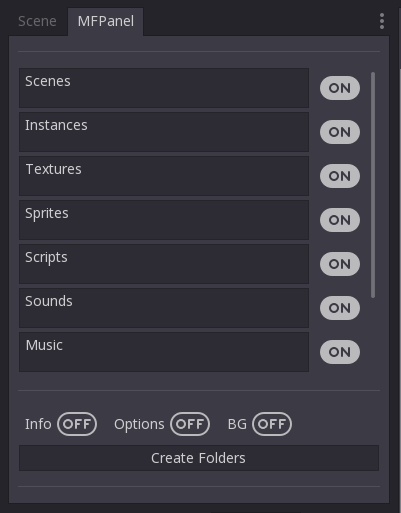 Scene MFPanel
Scenes ON
Instances ON
Textures ON
Sprites ON
Scripts ON
Sounds ON
Music ON
Info OFF Options OFF BG OFF
Create Folders